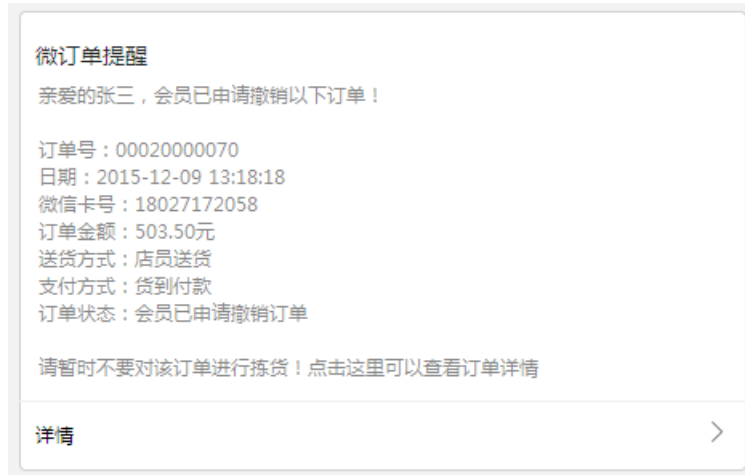 微订单提醒
亲爱的张三，会员已申请撤销以下订单！
订单号：00020000070
日期：2015-12-09 13:18:18
微信卡号：18027172058
订单金额：503.50元
送货方式：店员送货
支付方式：货到付款
订单状态：会员已申请撤销订单
请暂时不要对该订单进行拣货！点击这里可以查看订单详情
详情